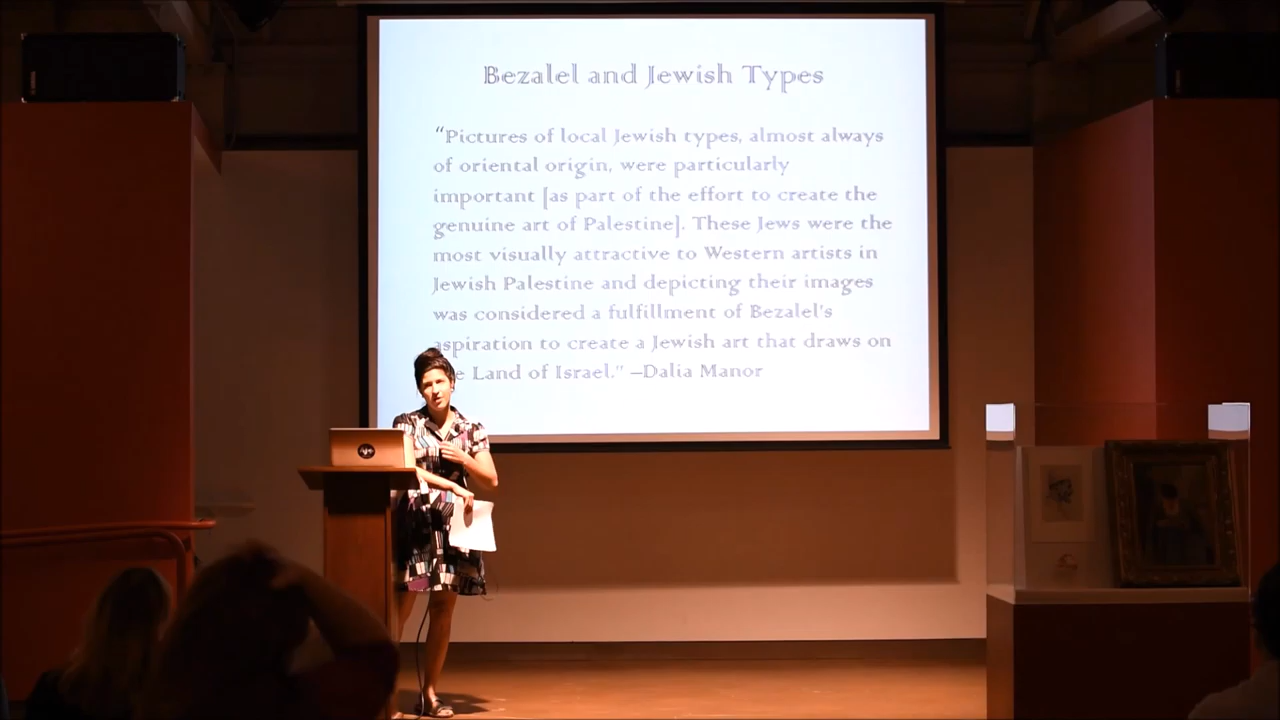 Bezalel and Jewish Types
“Pictures of local Jewish types, almost always
of oriental origin, were particularly
important [as part of the effort to create the
genuine art of Palestine]. These Jews were the
most visually attractive to Western artists in
Jewish Palestine and depicting their images
was considered a fulfillment of Bezalel's
aspiration to create a Jewish art that draws on
Land of Israel.” –Dalia Manor